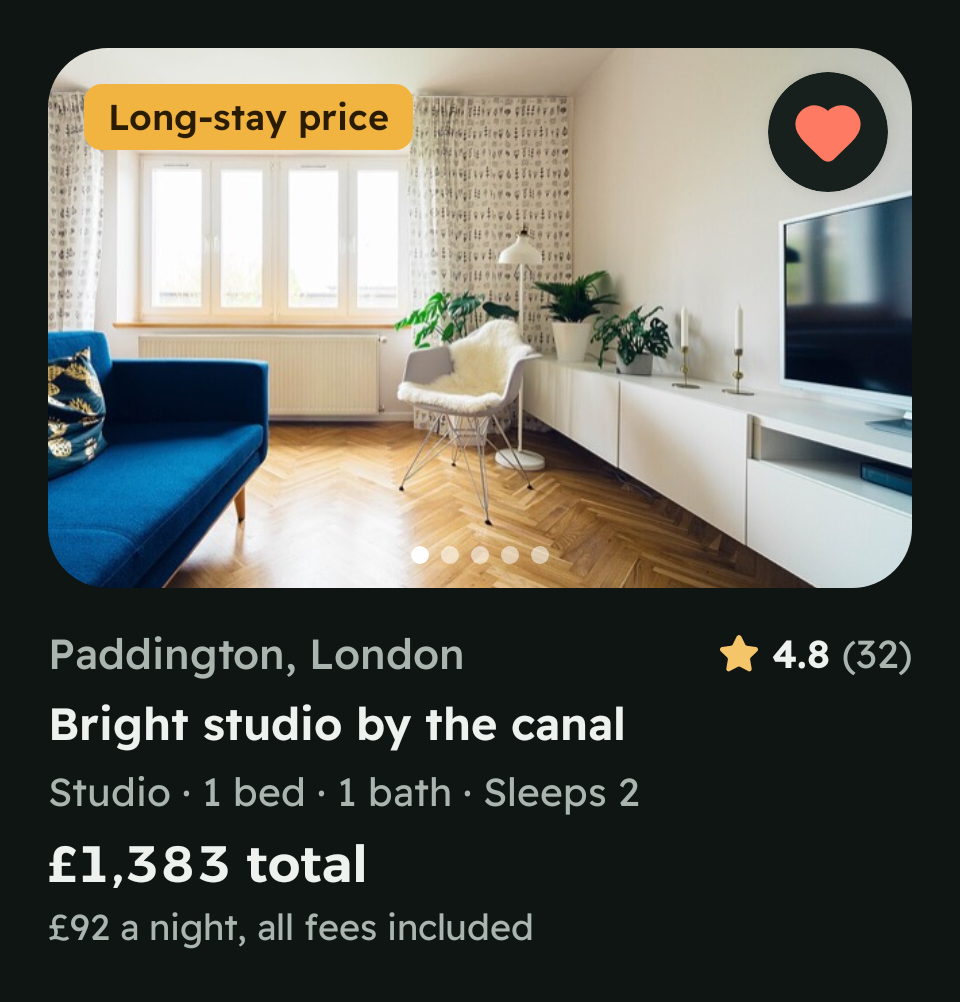 Long-stay price
Paddington, London
4.8 (32)
Bright studio by the canal
Studio · 1 bed · 1 bath · Sleeps 2
£1,383 total
£92 a night, all fees included